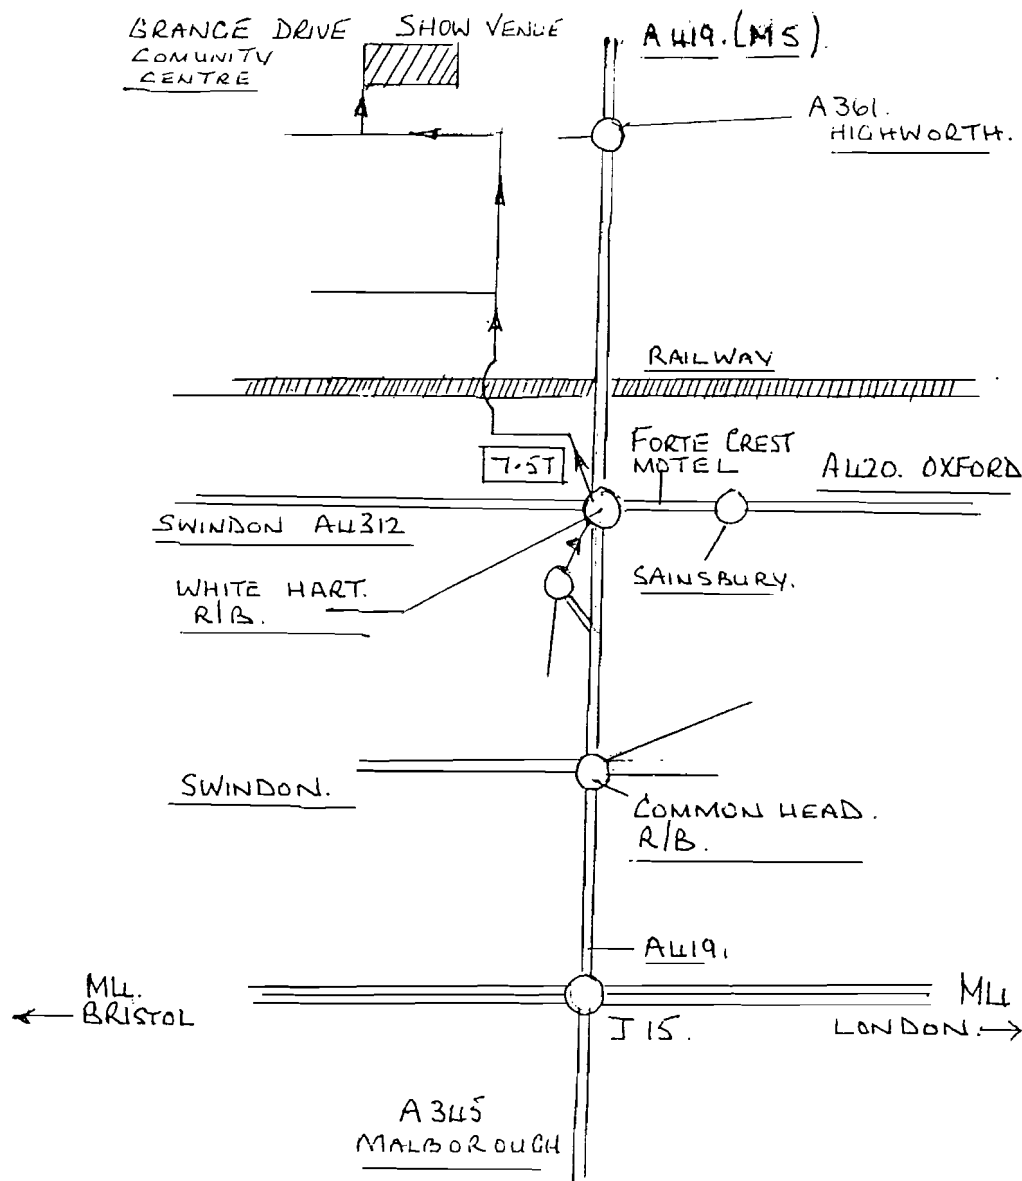 GRANGE DRIVE SHOW VENUE
COMUNITY
CENTRE
A419. (M5).
A361.
HIGHWORTH.
RAILWAY
FORTE CREST
MOTEL
7.5T
A420. OXFORD
SWINDON A4312
WHITE HART.
R/B.
SAINSBURY.
SWINDON.
COMMON HEAD.
R/B.
A419.
M4.
BRISTOL
J15.
M4
LONDON.
A345
MALBOROUGH